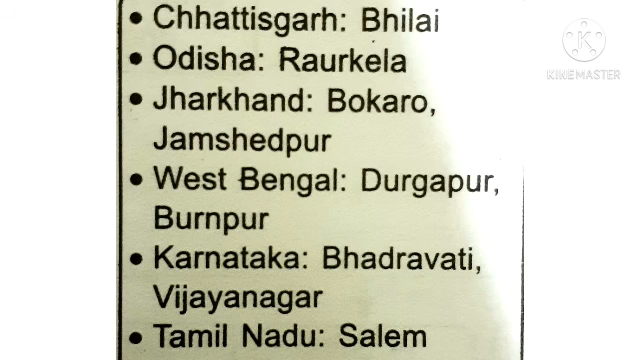 • Chhattisgarh: Bhilai
• Odisha: Raurkela
• Jharkhand: Bokaro,
Jamshedpur
• West Bengal: Durgapur,
Burnpur
• Karnataka: Bhadravati,
Vijayanagar
• Tamil Nadu: Salem
K
KINEMASTER